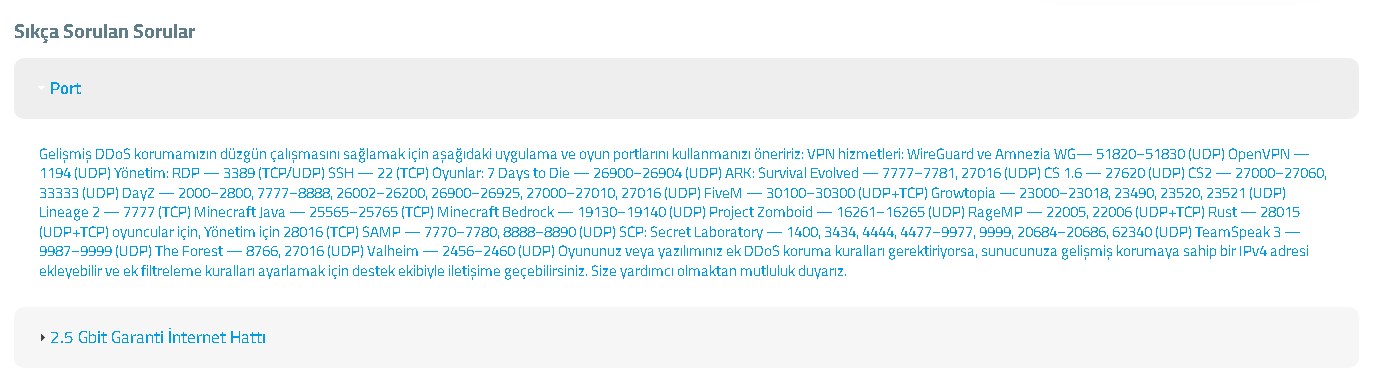 Sıkça Sorulan Sorular
Port
Gelişmiş DDoS korumamızın düzgün çalışmasını sağlamak için aşağıdaki uygulama ve oyun portlarını kullanmanızı öneririz: VPN hizmetleri: WireGuard ve Amnezia WG— 51820–51830 (UDP) OpenVPN —
1194 (UDP) Yönetim: RDP — 3389 (TCP/UDP) SSH — 22 (TCP) Oyunlar: 7 Days to Die — 26900–26904 (UDP) ARK: Survival Evolved — 7777–7781, 27016 (UDP) CS 1.6 — 27620 (UDP) CS2 — 27000–27060,
33333 (UDP) DayZ — 2000–2800, 7777–8888, 26002–26200, 26900–26925, 27000–27010, 27016 (UDP) FiveM — 30100–30300 (UDP+TCP) Growtopia — 23000–23018, 23490, 23520, 23521 (UDP)
Lineage 2 — 7777 (TCP) Minecraft Java — 25565–25765 (TCP) Minecraft Bedrock — 19130–19140 (UDP) Project Zomboid — 16261–16265 (UDP) RageMP — 22005, 22006 (UDP+TCP) Rust — 28015
(UDP+TCP) oyuncular için, Yönetim için 28016 (TCP) SAMP — 7770–7780, 8888–8890 (UDP) SCP: Secret Laboratory — 1400, 3434, 4444, 4477–9977, 9999, 20684–20686, 62340 (UDP) TeamSpeak 3 —
9987–9999 (UDP) The Forest — 8766, 27016 (UDP) Valheim — 2456–2460 (UDP) Oyununuz veya yazılımınız ek DDoS koruma kuralları gerektiriyorsa, sunucunuza gelişmiş korumaya sahip bir IPv4 adresi
ekleyebilir ve ek filtreleme kuralları ayarlamak için destek ekibiyle iletişime geçebilirsiniz. Size yardımcı olmaktan mutluluk duyarız.
2.5 Gbit Garanti İnternet Hattı